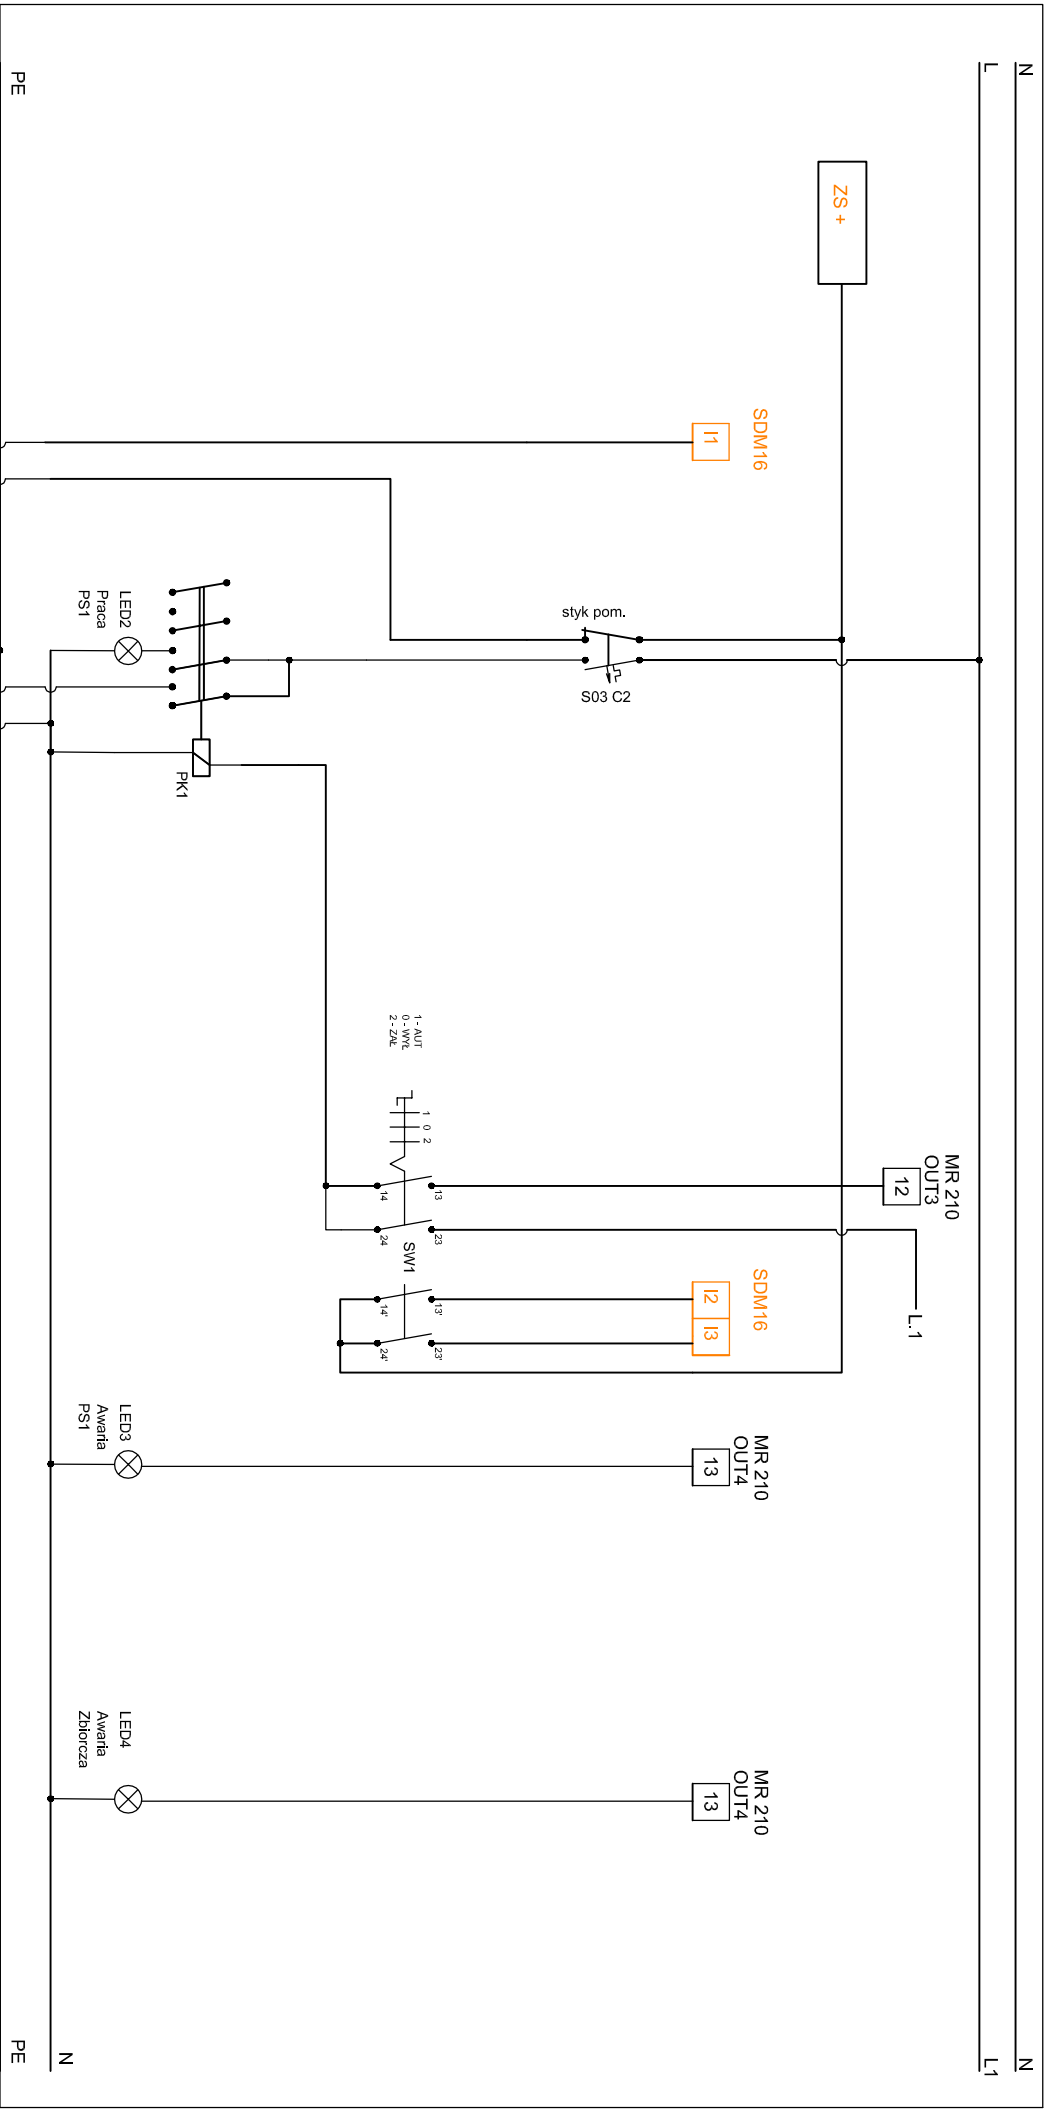 N
L
PE
ZS +
SDM16
I1
styk pom.
S03 C2
LED2
Praca
PS1
PK1
1 - AUT
0 - WYŁ
2 - ZAŁ
1
0
2
MR 210
OUT3
12
13
14
23
24
SW1
L.1
SDM16
I2
I3
13'
14'
23'
24'
LED3
Awaria
PS1
MR 210
OUT4
13
LED4
Awaria
Zbiorcza
MR 210
OUT4
13
N
L1
N
PE